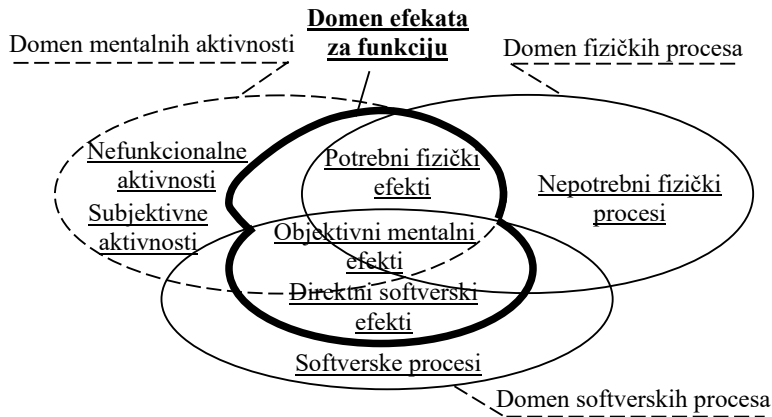 Domen efekata
za funkciju
Domen mentalnih aktivnosti
Domen fizičkih procesa
Nefunkcionalne
aktivnosti
Subjektivne
aktivnosti
Potrebni fizički
efekti
Nepotrebni fizički
procesi
Objektivni mentalni
efekti
Direktni softverski
efekti
Softverske procesi
Domen softverskih procesa